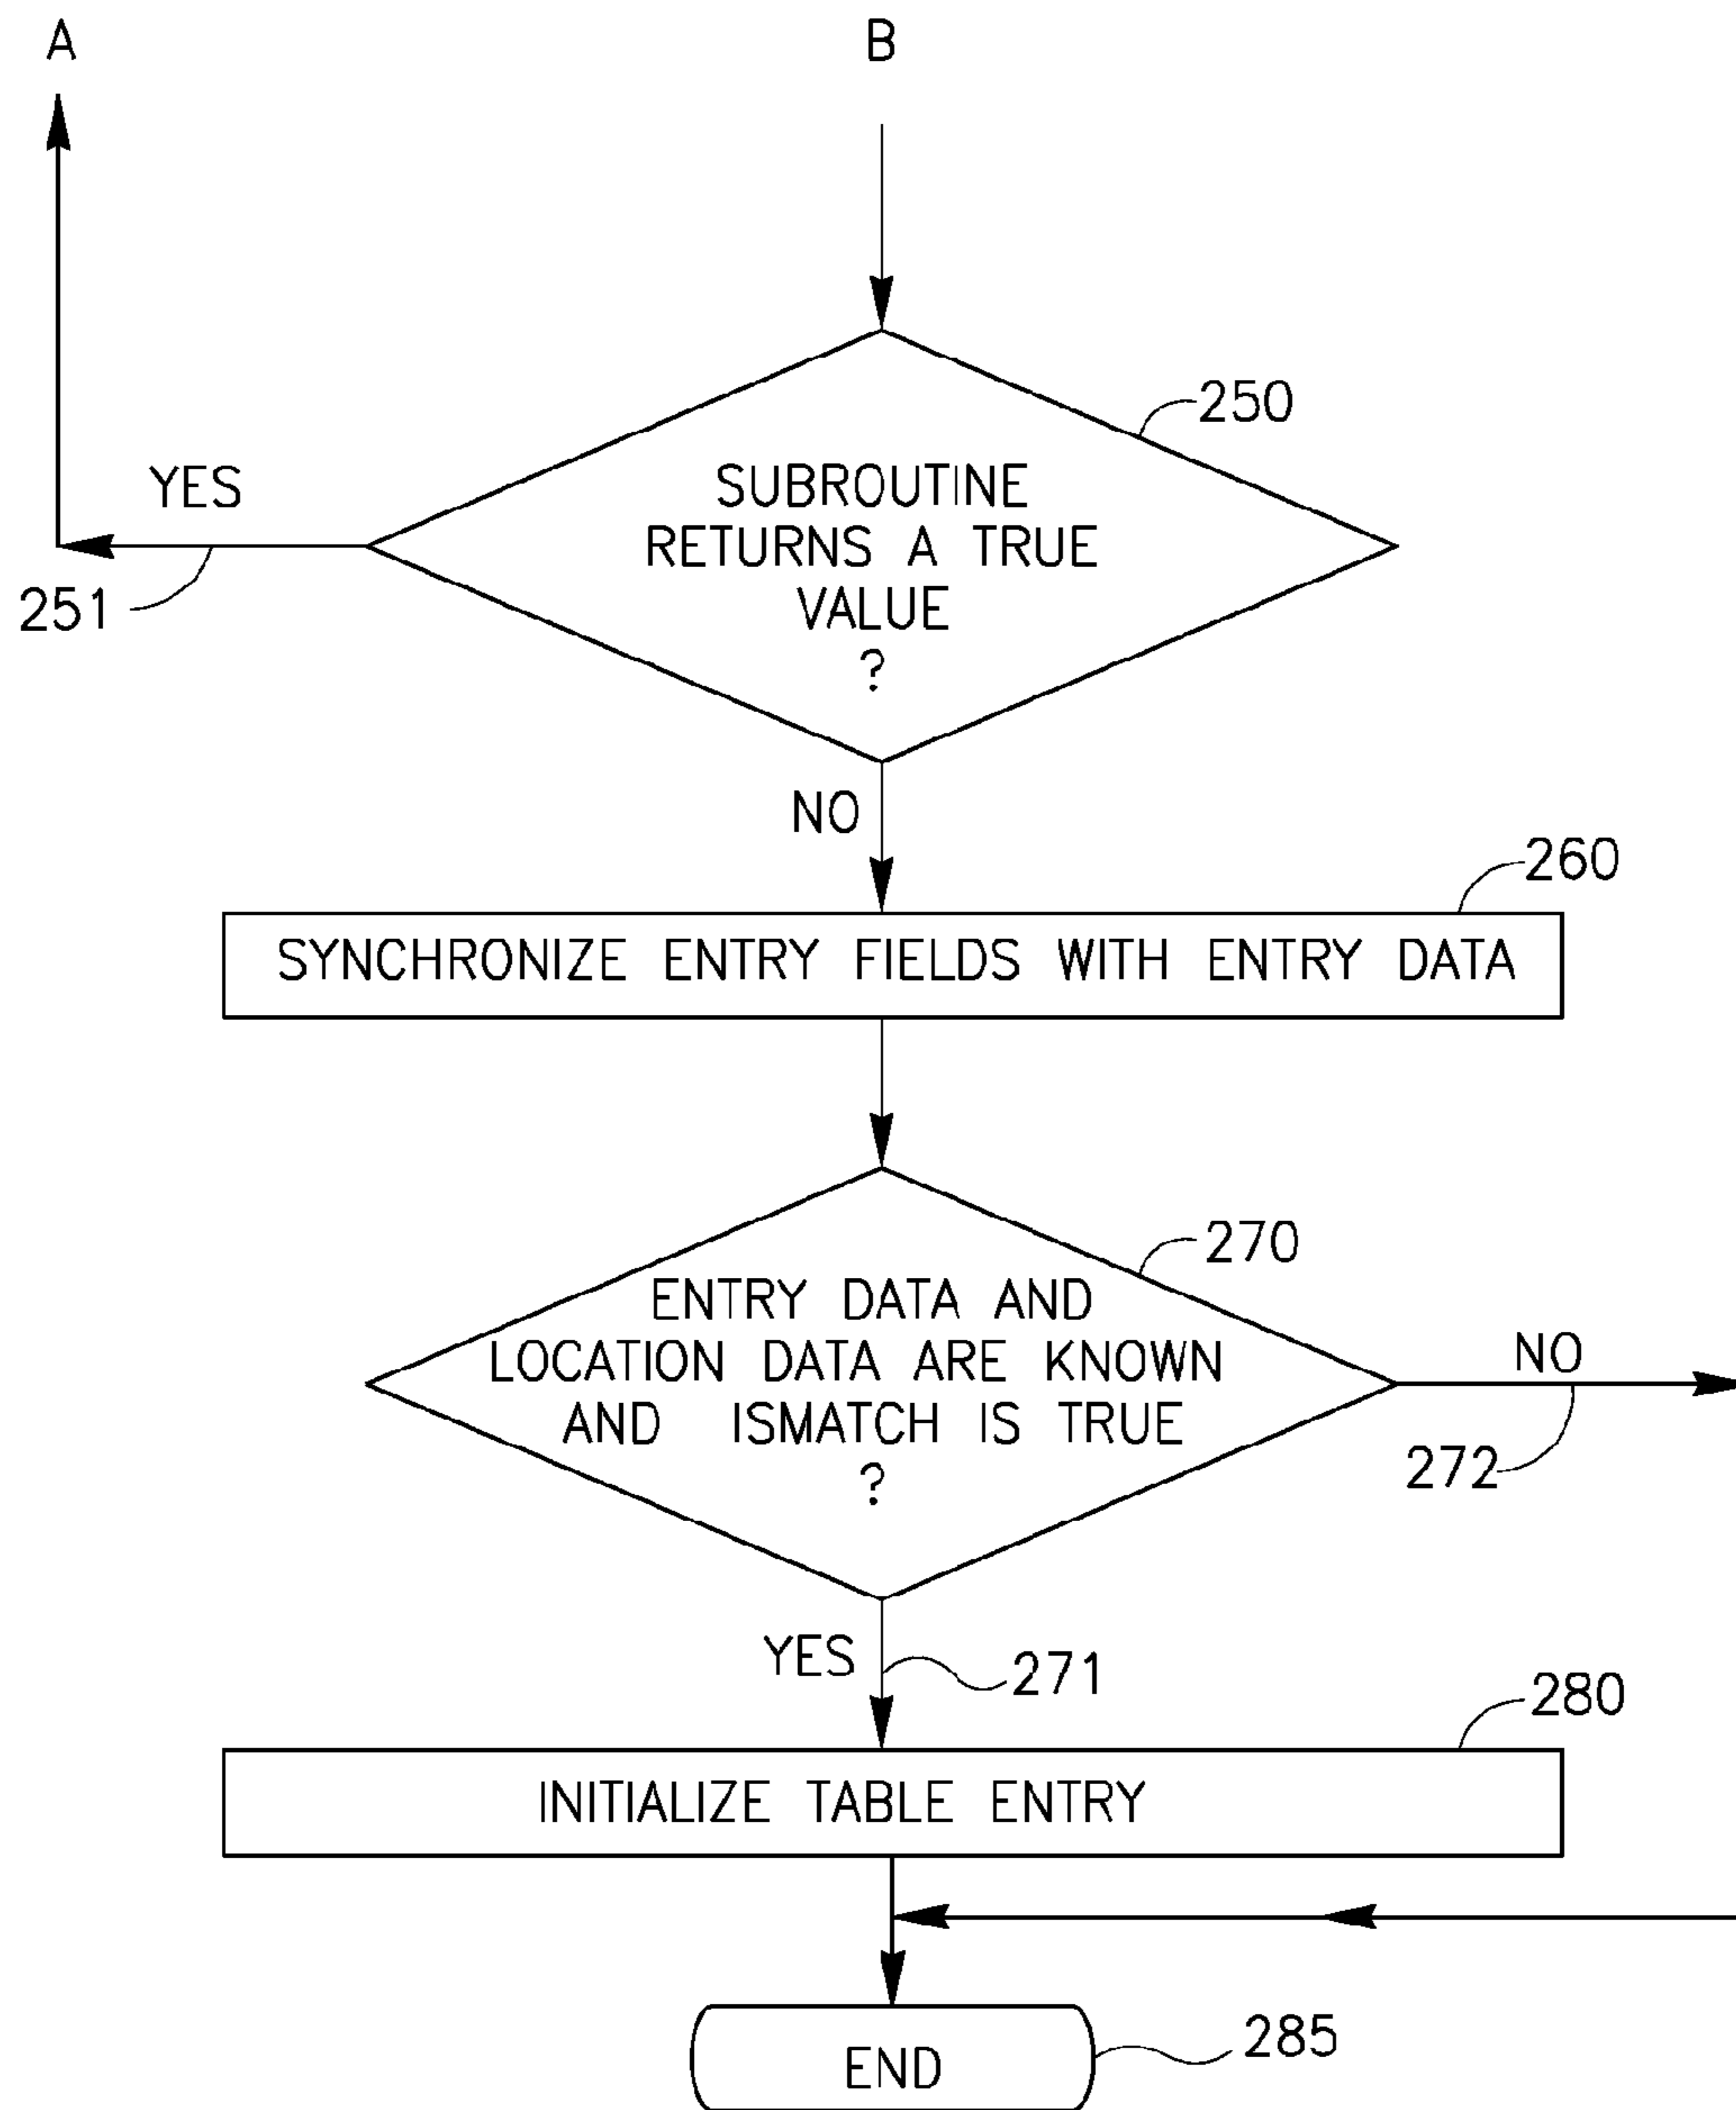 A
B
250
SUBROUTINE
RETURNS A TRUE
VALUE
?
YES
251
NO
260
SYNCHRONIZE ENTRY FIELDS WITH ENTRY DATA
270
ENTRY DATA AND
LOCATION DATA ARE KNOWN
AND ISMATCH IS TRUE
?
NO
272
YES
271
280
INITIALIZE TABLE ENTRY
END
285